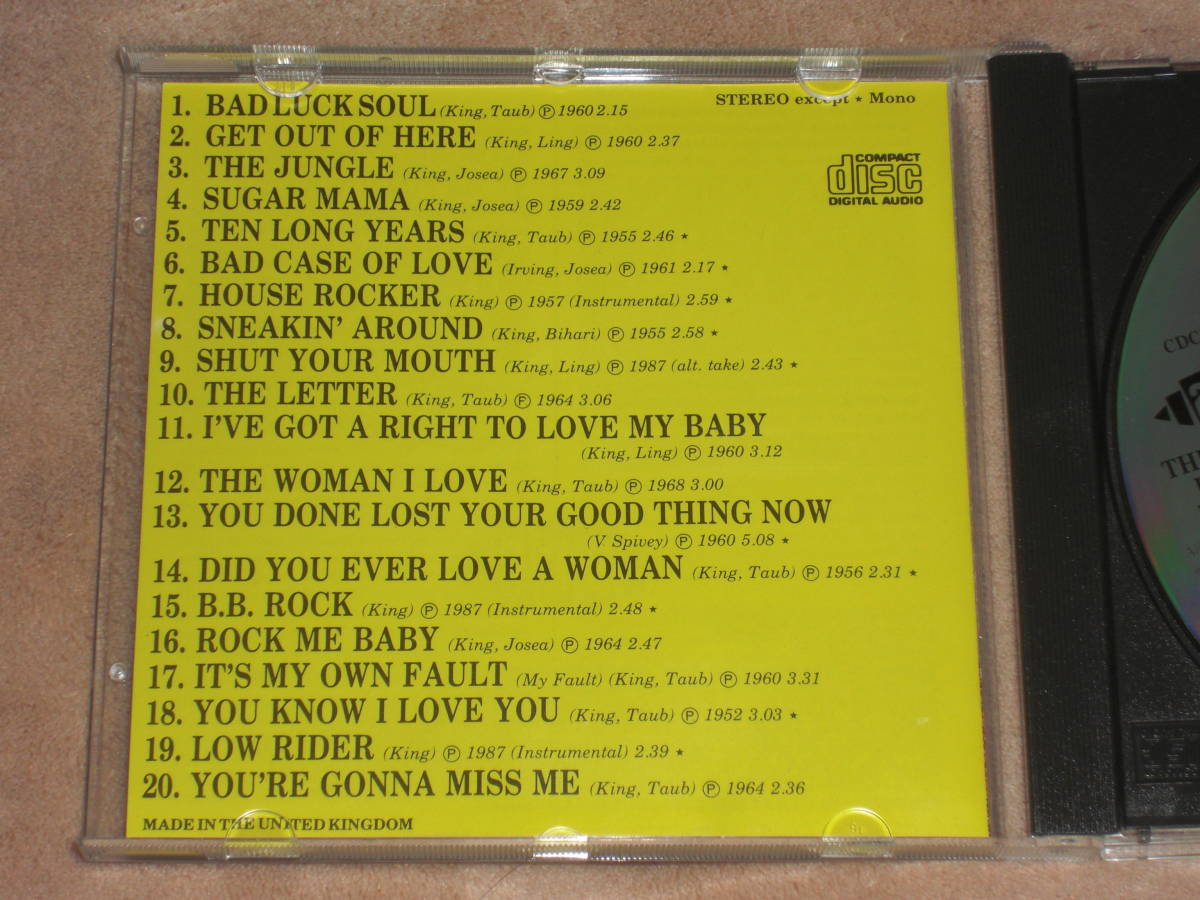 STEREO except ★ Mono
1. BAD LUCK SOUL (King, Taub) Ⓟ 1960 2.15
2. GET OUT OF HERE (King, Ling) Ⓟ 1960 2.37
3. THE JUNGLE (King, Josea) Ⓟ 1967 3.09
4. SUGAR MAMA (King, Josea) Ⓟ 1959 2.42
5. TEN LONG YEARS (King, Taub) Ⓟ 1955 2.46 ★
6. BAD CASE OF LOVE (Irving, Josea) Ⓟ 1961 2.17 ★
7. HOUSE ROCKER (King) Ⓟ 1957 (Instrumental) 2.59 ★
8. SNEAKIN' AROUND (King, Bihari) Ⓟ 1955 2.58 ★
9. SHUT YOUR MOUTH (King, Ling) Ⓟ 1987 (alt. take) 2.43 ★
10. THE LETTER (King, Taub) Ⓟ 1964 3.06
11. I'VE GOT A RIGHT TO LOVE MY BABY
(King, Ling) Ⓟ 1960 3.12
12. THE WOMAN I LOVE (King, Taub) Ⓟ 1968 3.00
13. YOU DONE LOST YOUR GOOD THING NOW
(V Spivey) Ⓟ 1960 5.08 ★
14. DID YOU EVER LOVE A WOMAN (King, Taub) Ⓟ 1956 2.31 ★
15. B.B. ROCK (King) Ⓟ 1987 (Instrumental) 2.48 ★
16. ROCK ME BABY (King, Josea) Ⓟ 1964 2.47
17. IT'S MY OWN FAULT (My Fault) (King, Taub) Ⓟ 1960 3.31
18. YOU KNOW I LOVE YOU (King, Taub) Ⓟ 1952 3.03 ★
19. LOW RIDER (King) Ⓟ 1987 (Instrumental) 2.39 ★
20. YOU'RE GONNA MISS ME (King, Taub) Ⓟ 1964 2.36
MADE IN THE UNITED KINGDOM
COMPACT
disc
DIGITAL AUDIO
CDC